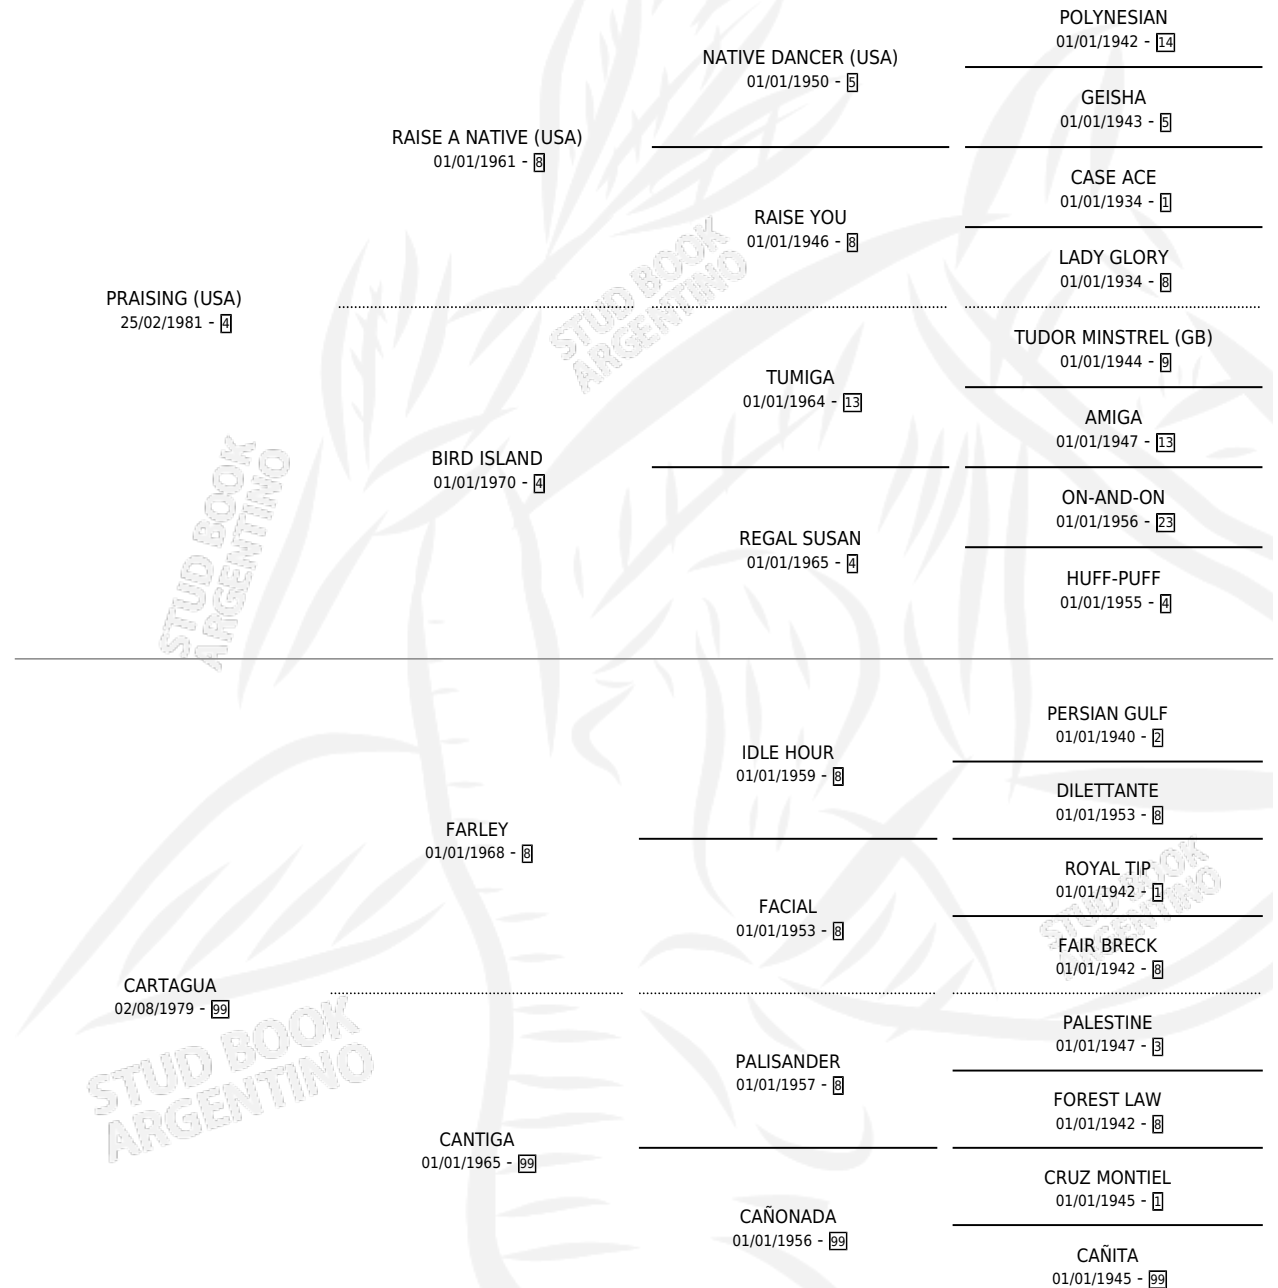 POLYNESIAN
01/01/1942 - 14
NATIVE DANCER (USA)
01/01/1950 - 5
GEISHA
01/01/1943 - 5
RAISE A NATIVE (USA)
01/01/1961 - 8
CASE ACE
01/01/1934 - 1
RAISE YOU
01/01/1946 - 8
LADY GLORY
01/01/1934 - 8
PRAISING (USA)
25/02/1981 - 4
TUDOR MINSTREL (GB)
01/01/1944 - 9
TUMIGA
01/01/1964 - 13
AMIGA
01/01/1947 - 13
BIRD ISLAND
01/01/1970 - 4
ON-AND-ON
01/01/1956 - 23
REGAL SUSAN
01/01/1965 - 4
HUFF-PUFF
01/01/1955 - 4
STUD BOOK
ARGENTINO
STUD BOOK
ARGENTINO
PERSIAN GULF
01/01/1940 - 2
IDLE HOUR
01/01/1959 - 8
DILETTANTE
01/01/1953 - 8
FARLEY
01/01/1968 - 8
ROYAL TIP
01/01/1942 - 1
FACIAL
01/01/1953 - 8
FAIR BRECK
01/01/1942 - 8
STUD BOOK
ARGENTINO
CARTAGUA
02/08/1979 - 99
PALESTINE
01/01/1947 - 3
PALISANDER
01/01/1957 - 8
FOREST LAW
01/01/1942 - 8
CANTIGA
01/01/1965 - 99
CRUZ MONTIEL
01/01/1945 - 1
CAÑONADA
01/01/1956 - 99
CAÑITA
01/01/1945 - 99
STUD BOOK
ARGENTINO